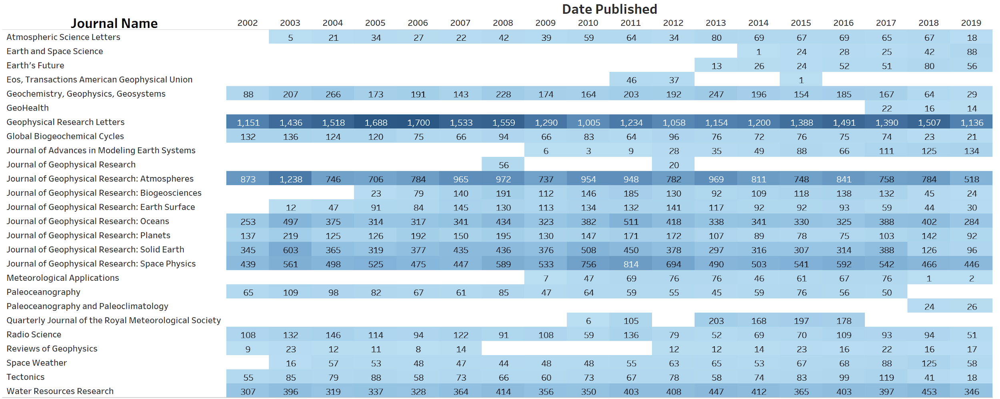 Date Published
Journal Name 2002 2003 2004 2005 2006 2007 2008 2009 2010 2011 2012 2013 2014 2015 2016 2017 2018 2019
Atmospheric Science Letters 5 21 34 27 22 42 39 59 64 34 80 69 67 69 65 67 18
Earth and Space Science 1 24 28 25 42 88
Earth’s Future 13 26 24 52 51 80 56
Eos, Transactions American Geophysical Union 46 37 1
Geochemistry, Geophysics, Geosystems 88 207 266 173 191 143 228 174 164 203 192 247 196 154 185 167 64 29
GeoHealth 22 16 14
Geophysical Research Letters 1,151 1,436 1,518 1,688 1,700 1,533 1,559 1,290 1,005 1,234 1,058 1,154 1,200 1,388 1,491 1,390 1,507 1,136
Global Biogeochemical Cycles 132 136 124 120 75 66 94 66 83 64 96 76 72 76 75 74 23 21
Journal of Advances in Modeling Earth Systems 6 3 9 28 35 49 88 66 111 125 134
Journal of Geophysical Research 56 20
Journal of Geophysical Research: Atmospheres 873 1,238 746 706 784 965 972 737 954 948 782 969 811 748 841 758 784 518
Journal of Geophysical Research: Biogeosciences 23 79 140 191 112 146 185 130 92 109 118 138 132 45 24
Journal of Geophysical Research: Earth Surface 12 47 91 84 145 130 113 134 132 141 117 92 92 93 59 44 30
Journal of Geophysical Research: Oceans 253 497 375 314 317 341 434 323 382 511 418 338 341 330 325 388 402 284
Journal of Geophysical Research: Planets 137 219 125 126 192 150 195 130 147 171 172 107 89 78 75 103 142 92
Journal of Geophysical Research: Solid Earth 345 603 365 319 377 435 436 376 508 450 378 297 316 307 314 388 126 96
Journal of Geophysical Research: Space Physics 439 561 498 525 475 447 589 533 756 814 694 490 503 541 592 542 466 446
Meteorological Applications 7 47 69 76 76 46 61 67 76 1 2
Paleoceanography 65 109 98 82 67 61 85 47 64 59 55 45 59 76 56 50
Paleoceanography and Paleoclimatology 24 26
Quarterly Journal of the Royal Meteorological Society 6 105 203 168 197 178
Radio Science 108 132 146 114 94 122 91 108 59 136 79 52 69 70 109 93 94 51
Reviews of Geophysics 9 23 12 11 8 14 12 12 14 23 16 22 16 17
Space Weather 16 57 53 48 47 44 48 48 55 63 65 53 67 68 88 125 58
Tectonics 55 85 79 88 58 73 66 60 73 67 78 58 74 83 99 119 41 18
Water Resources Research 307 396 319 337 328 364 414 356 350 403 408 447 412 365 403 397 453 346